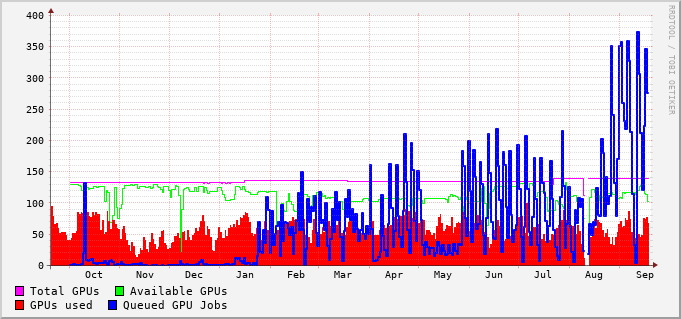 400
350
300
250
200
150
100
50
0
Oct Nov Dec Jan Feb Mar Apr May Jun Jul Aug Sep
Total GPUs Available GPUs
GPUs used Queued GPU Jobs
RRDTOOL / TOBI OETIKER